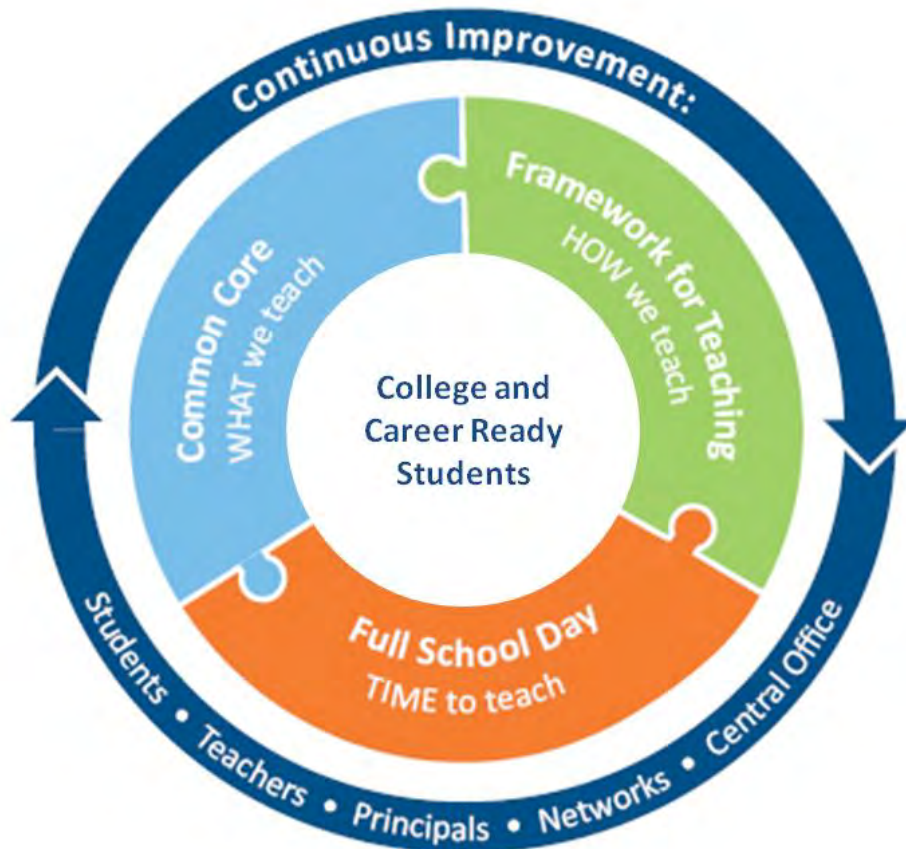 Continuous Improvement:
Common Core
WHAT we teach
Framework for Teaching
HOW we teach
College and
Career Ready
Students
Full School Day
TIME to teach
Students • Teachers • Principals • Networks • Central Office